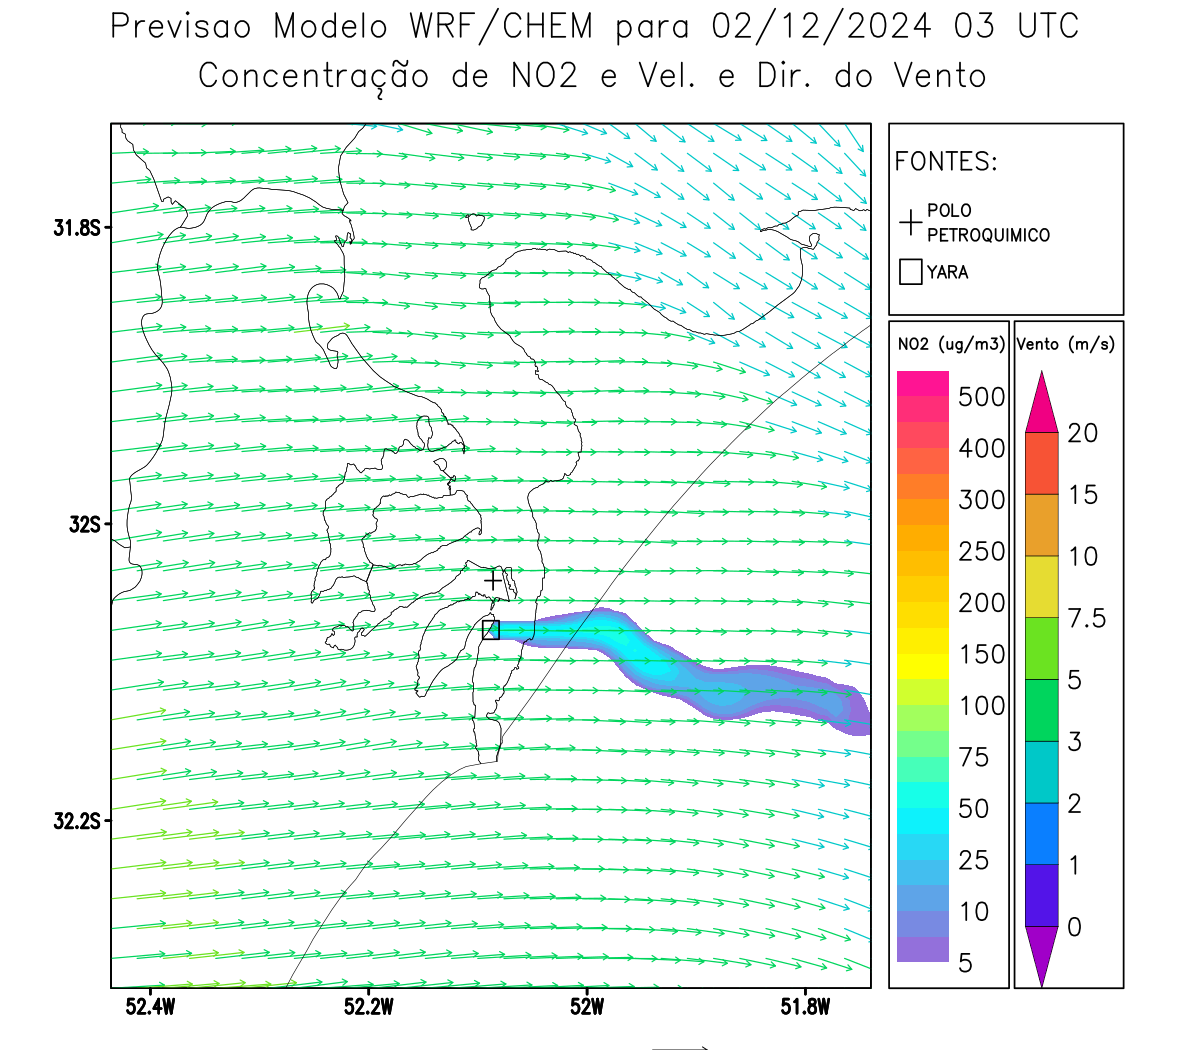 Previsao Modelo WRF/CHEM para 02/12/2024 03 UTC
Concentração de NO2 e Vel. e Dir. do Vento
FONTES:
POLO
PETROQUIMICO
YARA
NO2 (ug/m3)
500
400
300
250
200
150
100
75
50
25
10
5
Vento (m/s)
20
15
10
7.5
5
3
2
1
0
31.8S
32S
32.2S
52.4W
52.2W
52W
51.8W